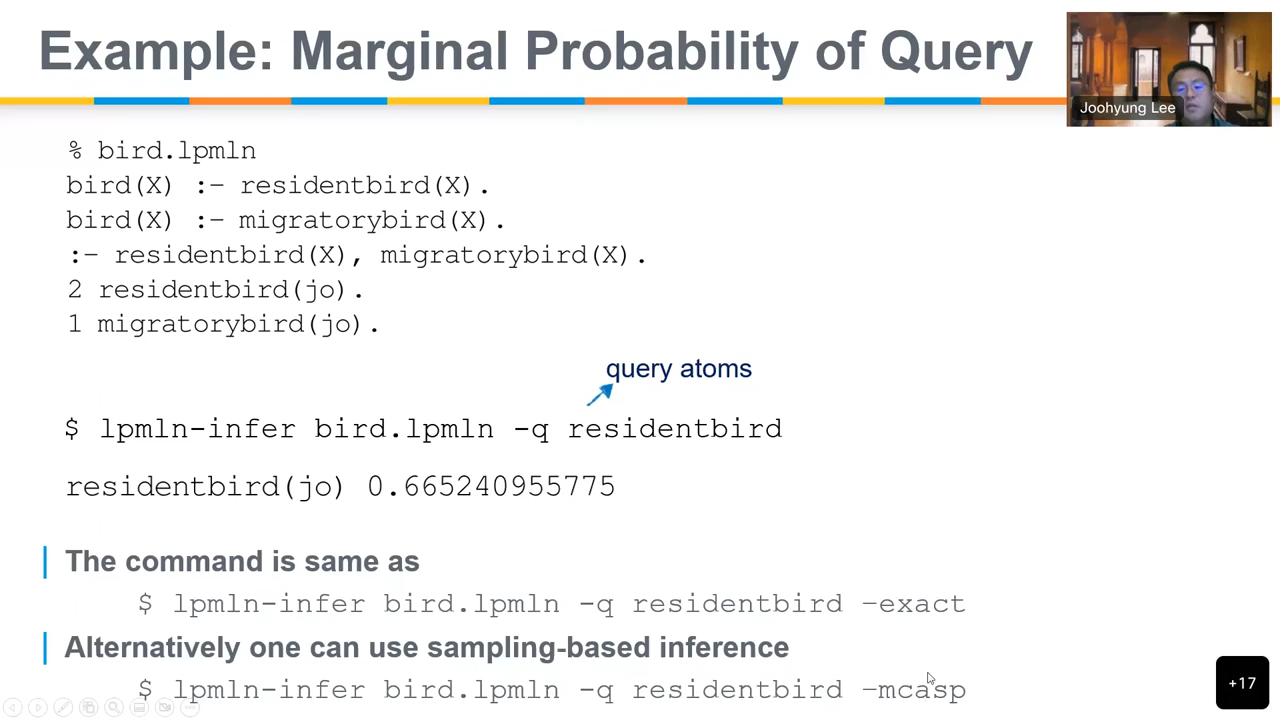 Example: Marginal Probability of Query
Joohyung Lee
% bird.lpmln
bird(X) :- residentbird(X).
bird(X) :- migratorybird(X).
:- residentbird(X), migratorybird(X).
2 residentbird(jo).
1 migratorybird(jo).
query atoms
$ lpmln-infer bird.lpmln -q residentbird
residentbird(jo) 0.665240955775
The command is same as
$ lpmln-infer bird.lpmln -q residentbird –exact
Alternatively one can use sampling-based inference
$ lpmln-infer bird.lpmln -q residentbird –mcasp
+17